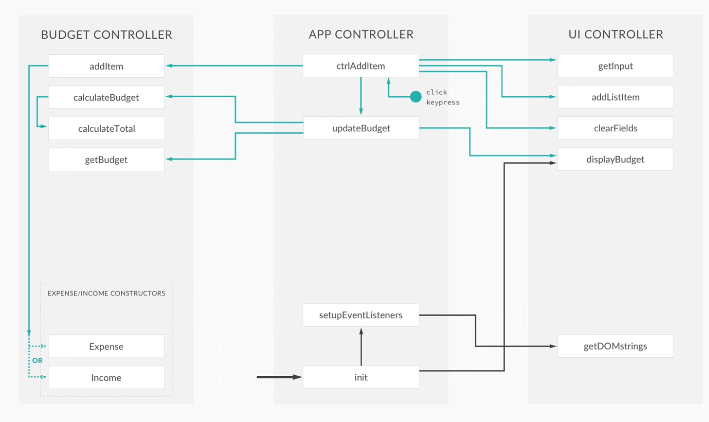 BUDGET CONTROLLER
addItem
calculateBudget
calculateTotal
getBudget
EXPENSE/INCOME CONSTRUCTORS
Expense
OR
Income
APP CONTROLLER
ctrlAddItem
click
keypress
updateBudget
setupEventListeners
init
UI CONTROLLER
getInput
addListItem
clearFields
displayBudget
getDOMstrings